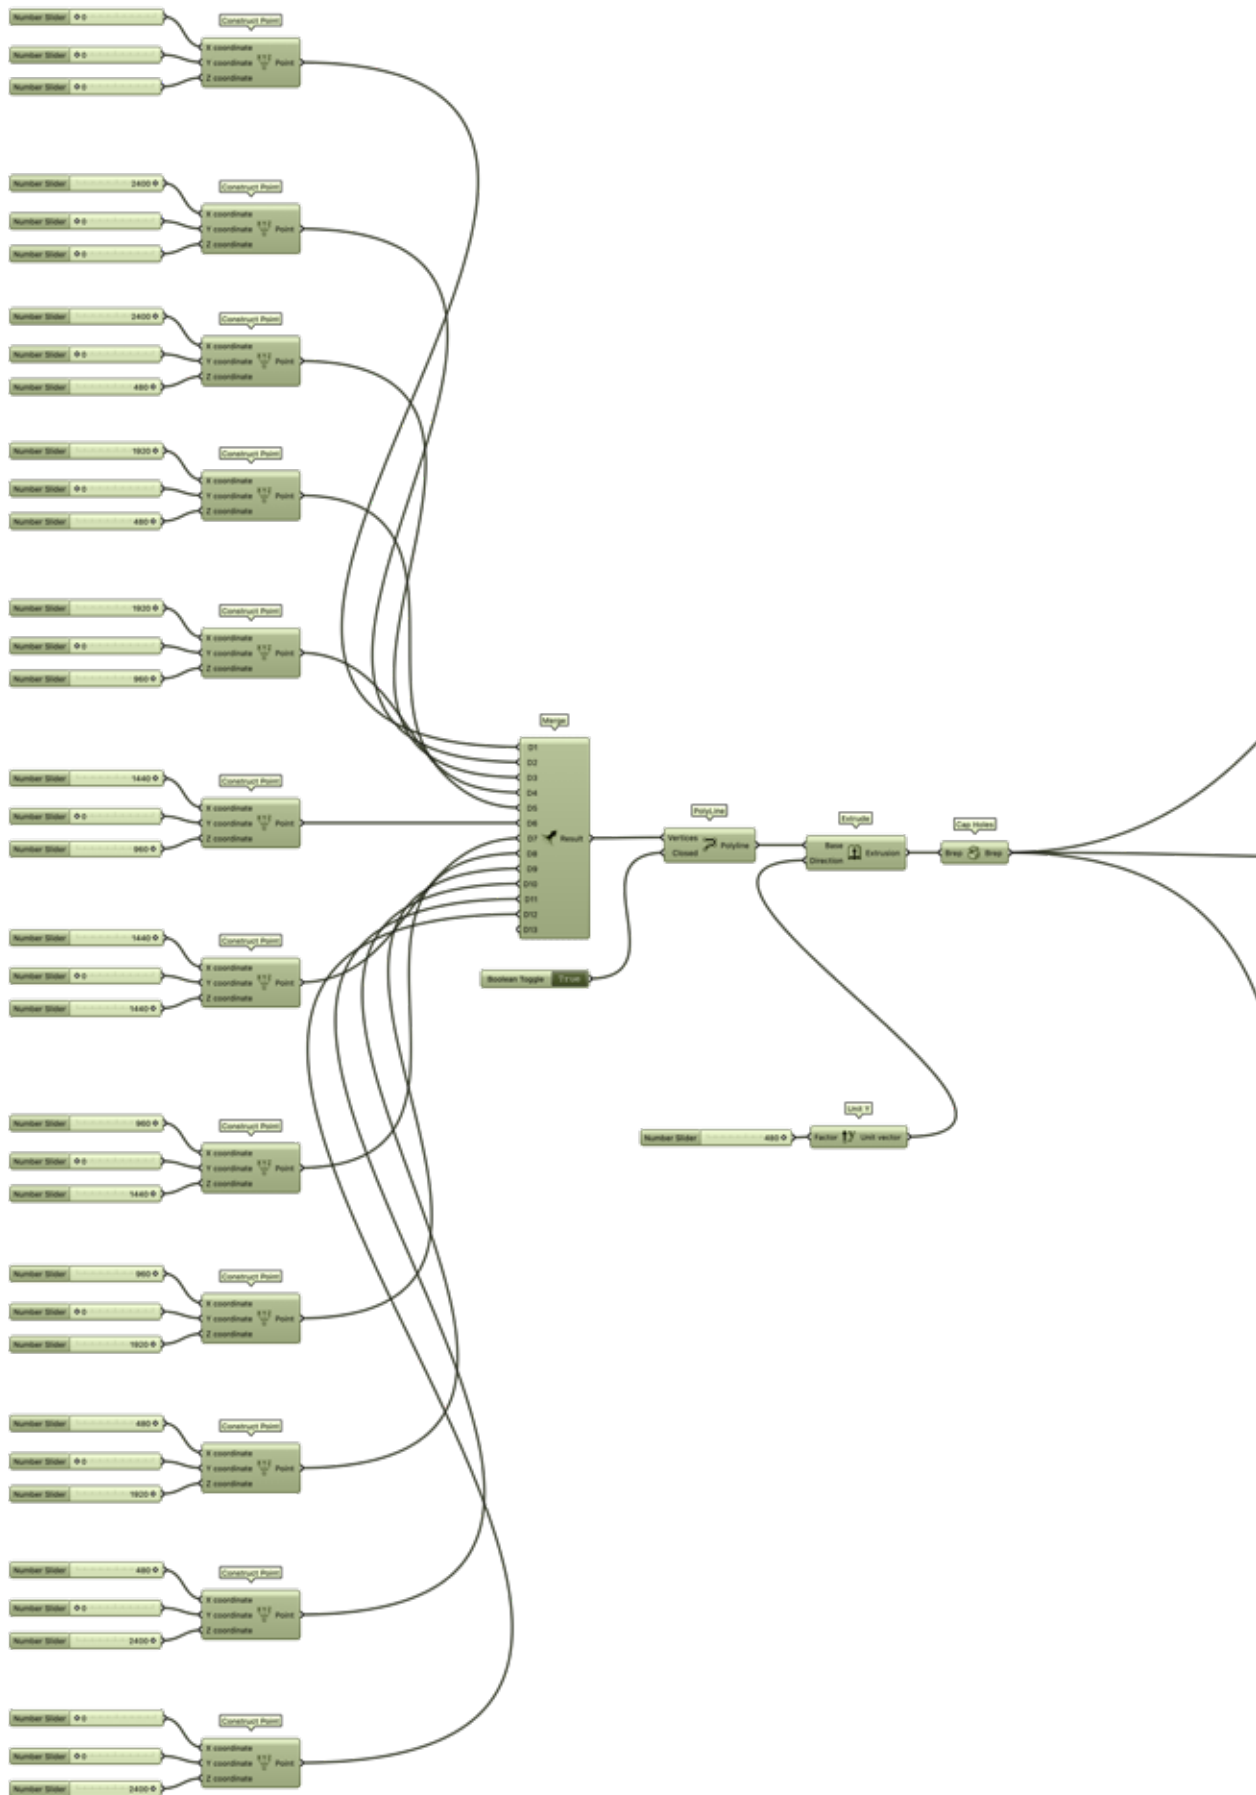 Number Slider 0
Construct Point
Number Slider 0
X coordinate
Y coordinate Point
Z coordinate
Number Slider 0
Number Slider 2400
Construct Point
Number Slider 0
X coordinate
Y coordinate Point
Z coordinate
Number Slider 0
Number Slider 2400
Construct Point
Number Slider 0
X coordinate
Y coordinate Point
Z coordinate
Number Slider 480
Number Slider 1920
Construct Point
Number Slider 0
X coordinate
Y coordinate Point
Z coordinate
Number Slider 480
Number Slider 1920
Construct Point
Number Slider 0
X coordinate
Y coordinate Point
Z coordinate
Number Slider 960
Number Slider 1440
Construct Point
Number Slider 0
X coordinate
Y coordinate Point
Z coordinate
Number Slider 960
Number Slider 1440
Construct Point
Number Slider 0
X coordinate
Y coordinate Point
Z coordinate
Number Slider 1440
Number Slider 960
Construct Point
Number Slider 0
X coordinate
Y coordinate Point
Z coordinate
Number Slider 1440
Number Slider 960
Construct Point
Number Slider 0
X coordinate
Y coordinate Point
Z coordinate
Number Slider 1920
Number Slider 480
Construct Point
Number Slider 0
X coordinate
Y coordinate Point
Z coordinate
Number Slider 1920
Number Slider 480
Construct Point
Number Slider 0
X coordinate
Y coordinate Point
Z coordinate
Number Slider 2400
Number Slider 0
Construct Point
Number Slider 0
X coordinate
Y coordinate Point
Z coordinate
Number Slider 2400
Merge
D1
D2
D3
D4
D5
D6
D7 Result
D8
D9
D10
D11
D12
D13
Boolean Toggle True
PolyLine
Vertices
Closed
Polyline
Extrude
Base
Direction
Extrusion
Cap Holes
Brep Brep
Unit Y
Number Slider 480
Factor y Unit vector